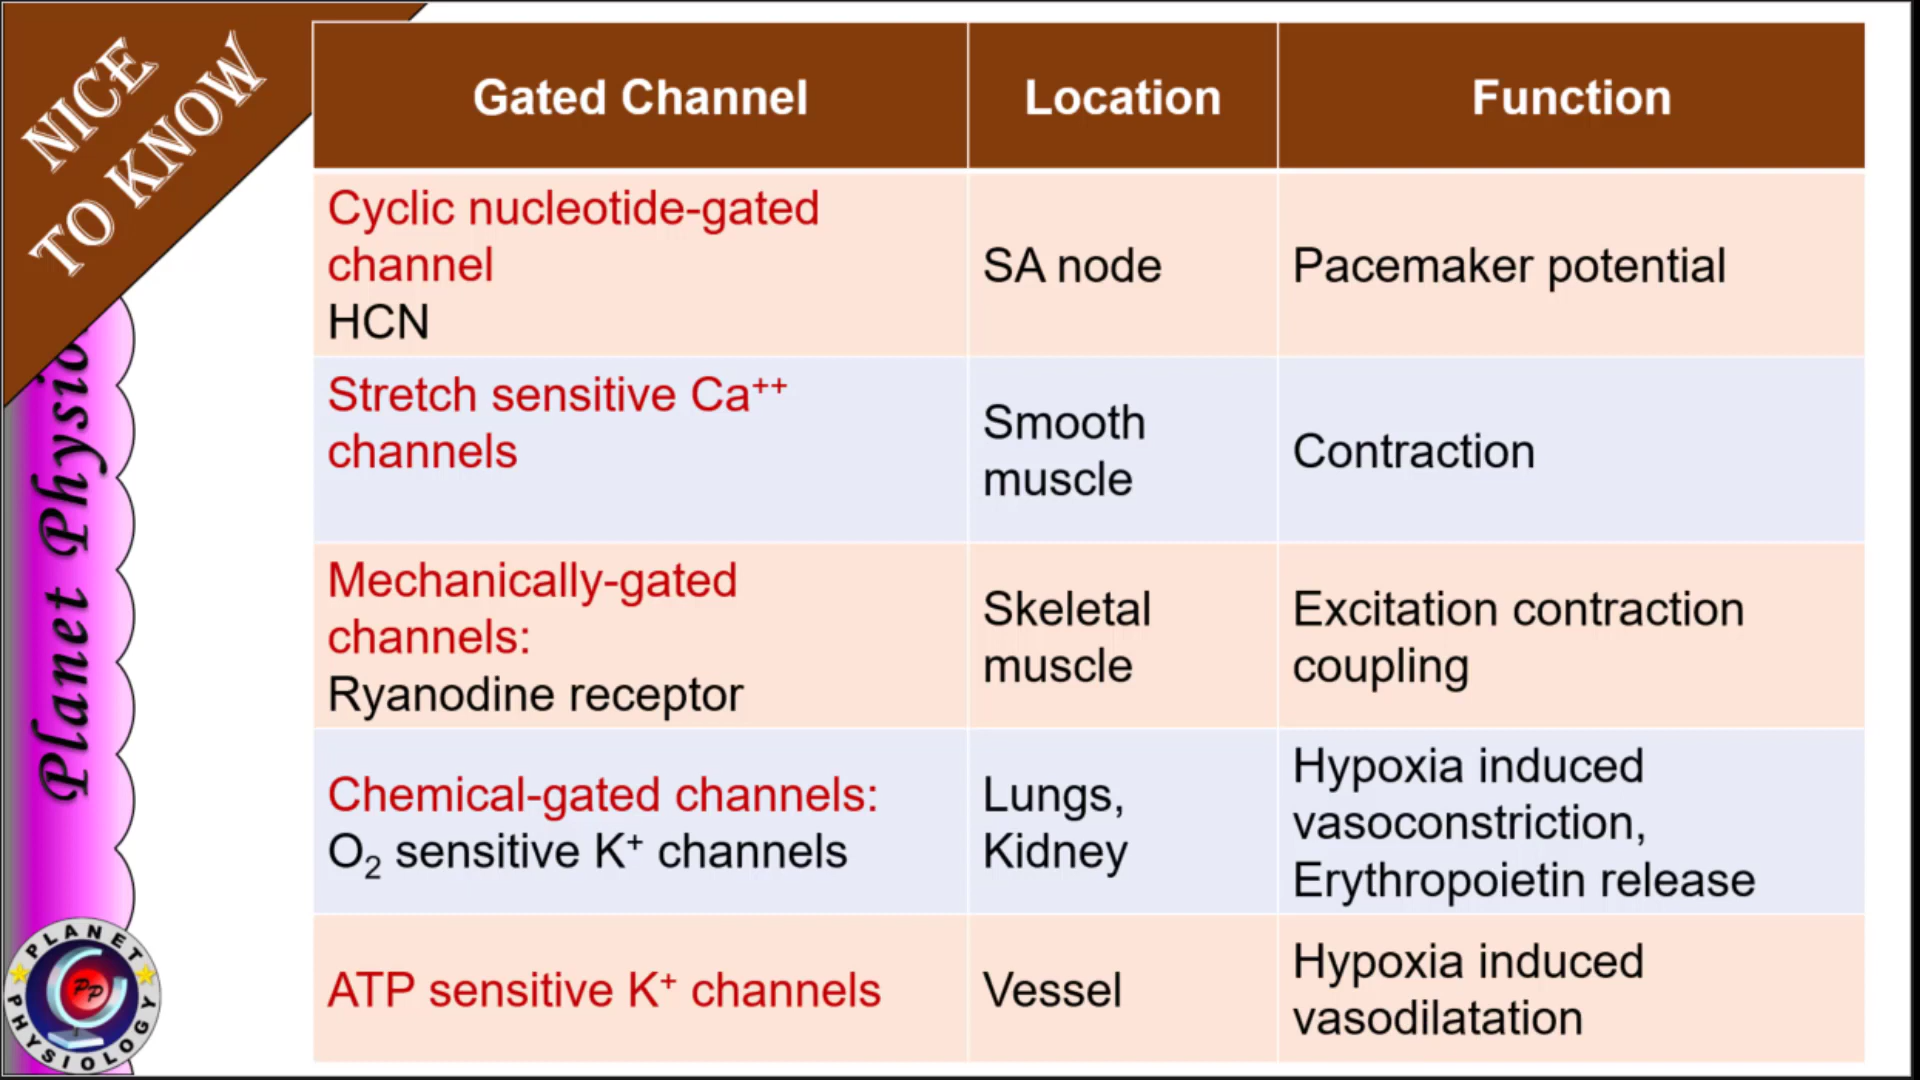 NICE
TO KNOW
Gated Channel
Location
Function
Cyclic nucleotide-gated
channel
HCN
SA node
Pacemaker potential
Stretch sensitive Ca⁺⁺
channels
Smooth
muscle
Contraction
Mechanically-gated
channels:
Ryanodine receptor
Skeletal
muscle
Excitation contraction
coupling
Chemical-gated channels:
O₂ sensitive K⁺ channels
Lungs,
Kidney
Hypoxia induced
vasoconstriction,
Erythropoietin release
ATP sensitive K⁺ channels
Vessel
Hypoxia induced
vasodilatation
Planet Physio
PLANET
PHYSIOLOGY
PP